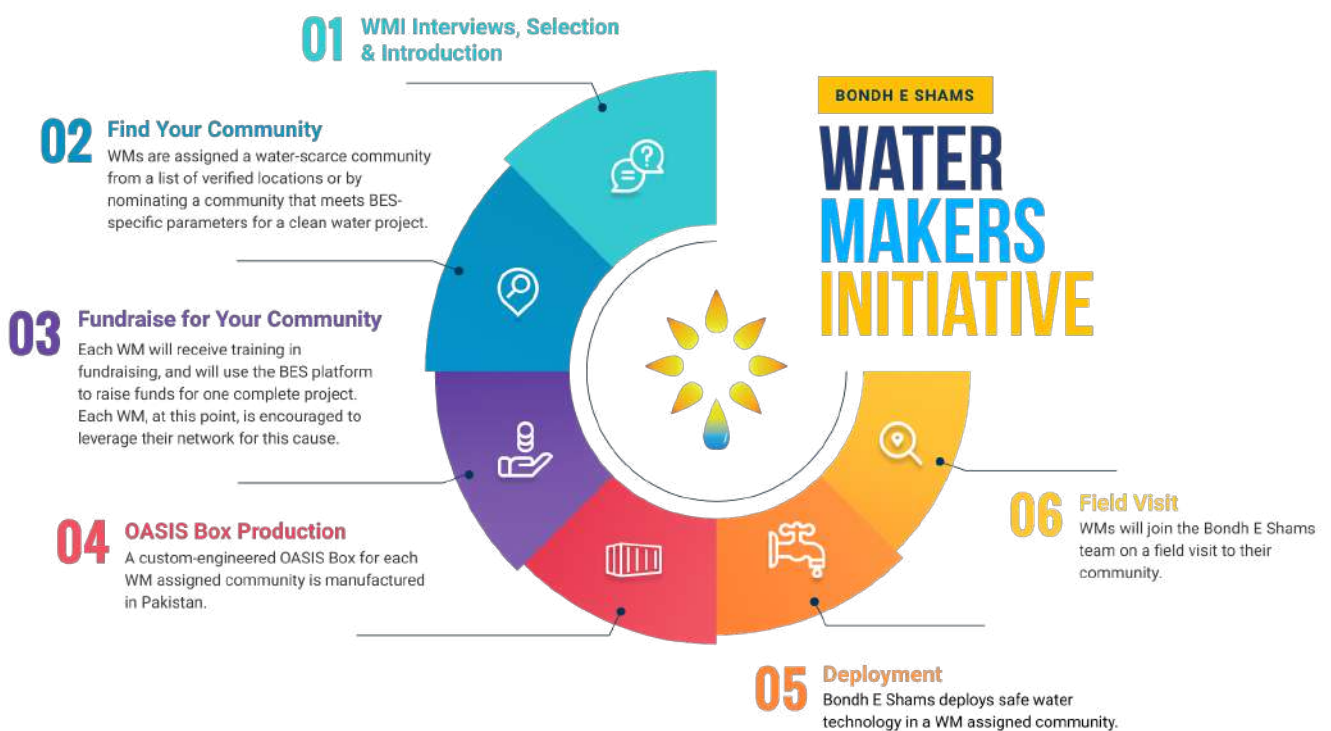 01
WMI Interviews, Selection
& Introduction
BONDH E SHAMS
WATER
MAKERS
INITIATIVE
02
Find Your Community
WMs are assigned a water-scarce community
from a list of verified locations or by
nominating a community that meets BES-
specific parameters for a clean water project.
03
Fundraise for Your Community
Each WM will receive training in
fundraising, and will use the BES platform
to raise funds for one complete project.
Each WM, at this point, is encouraged to
leverage their network for this cause.
04
OASIS Box Production
A custom-engineered OASIS Box for each
WM assigned community is manufactured
in Pakistan.
05
Deployment
Bondh E Shams deploys safe water
technology in a WM assigned community.
06
Field Visit
WMs will join the Bondh E Shams
team on a field visit to their
community.
?